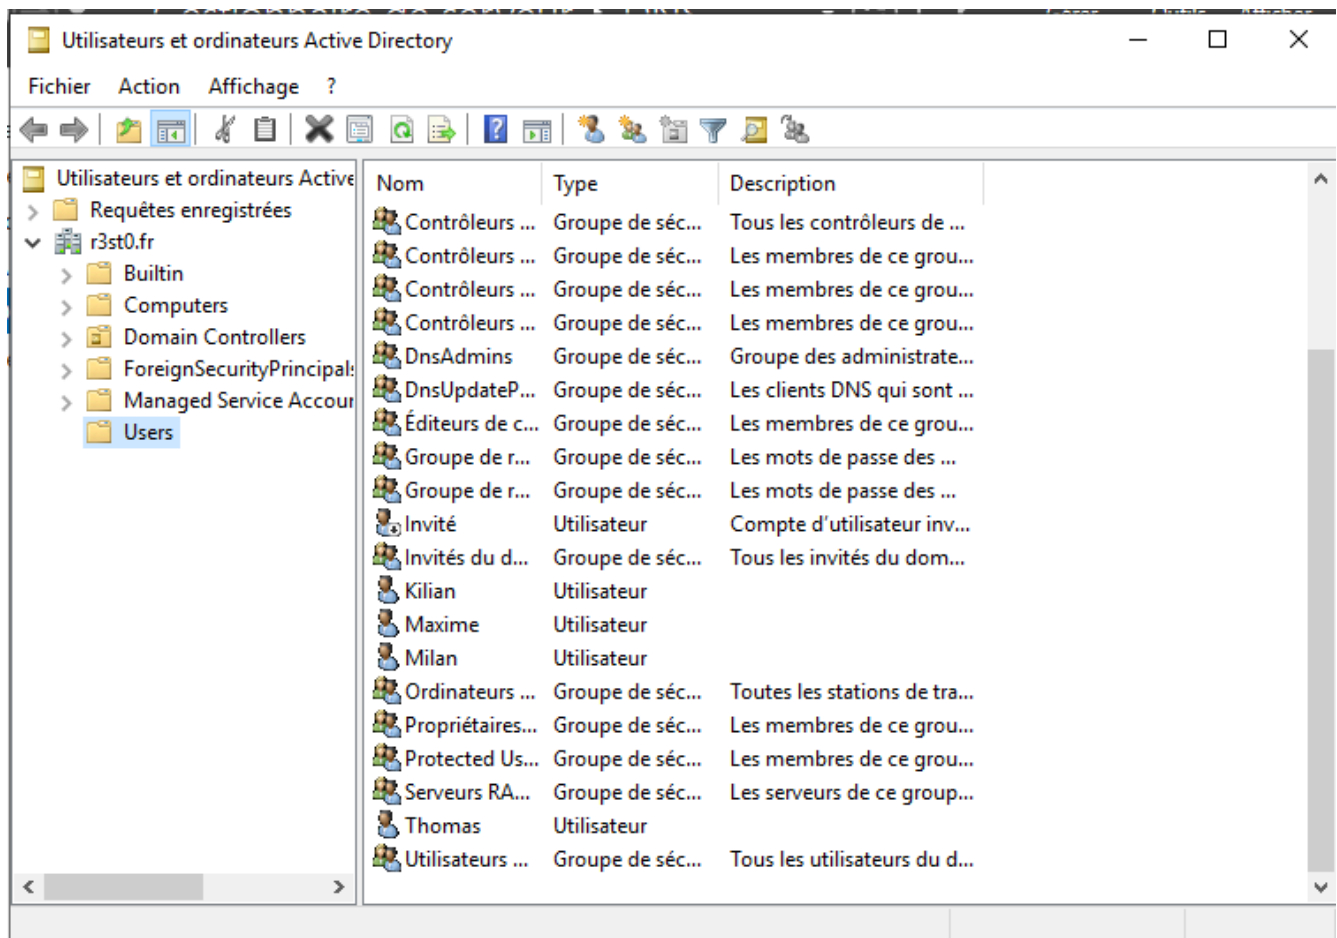 Utilisateurs et ordinateurs Active Directory
Fichier Action Affichage ?
Utilisateurs et ordinateurs Active
Requêtes enregistrées
r3st0.fr
Builtin
Computers
Domain Controllers
ForeignSecurityPrincipal
Managed Service Accour
Users
Nom Type Description
Contrôleurs ... Groupe de séc... Tous les contrôleurs de ...
Contrôleurs ... Groupe de séc... Les membres de ce grou...
Contrôleurs ... Groupe de séc... Les membres de ce grou...
Contrôleurs ... Groupe de séc... Les membres de ce grou...
DnsAdmins Groupe de séc... Groupe des administrate...
DnsUpdateP... Groupe de séc... Les clients DNS qui sont ...
Éditeurs de c... Groupe de séc... Les membres de ce grou...
Groupe de r... Groupe de séc... Les mots de passe des ...
Groupe de r... Groupe de séc... Les mots de passe des ...
Invité Utilisateur Compte d'utilisateur inv...
Invités du d... Groupe de séc... Tous les invités du dom...
Kilian Utilisateur
Maxime Utilisateur
Milan Utilisateur
Ordinateurs ... Groupe de séc... Toutes les stations de tra...
Propriétaires... Groupe de séc... Les membres de ce grou...
Protected Us... Groupe de séc... Les membres de ce grou...
Serveurs RA... Groupe de séc... Les serveurs de ce group...
Thomas Utilisateur
Utilisateurs ... Groupe de séc... Tous les utilisateurs du d...